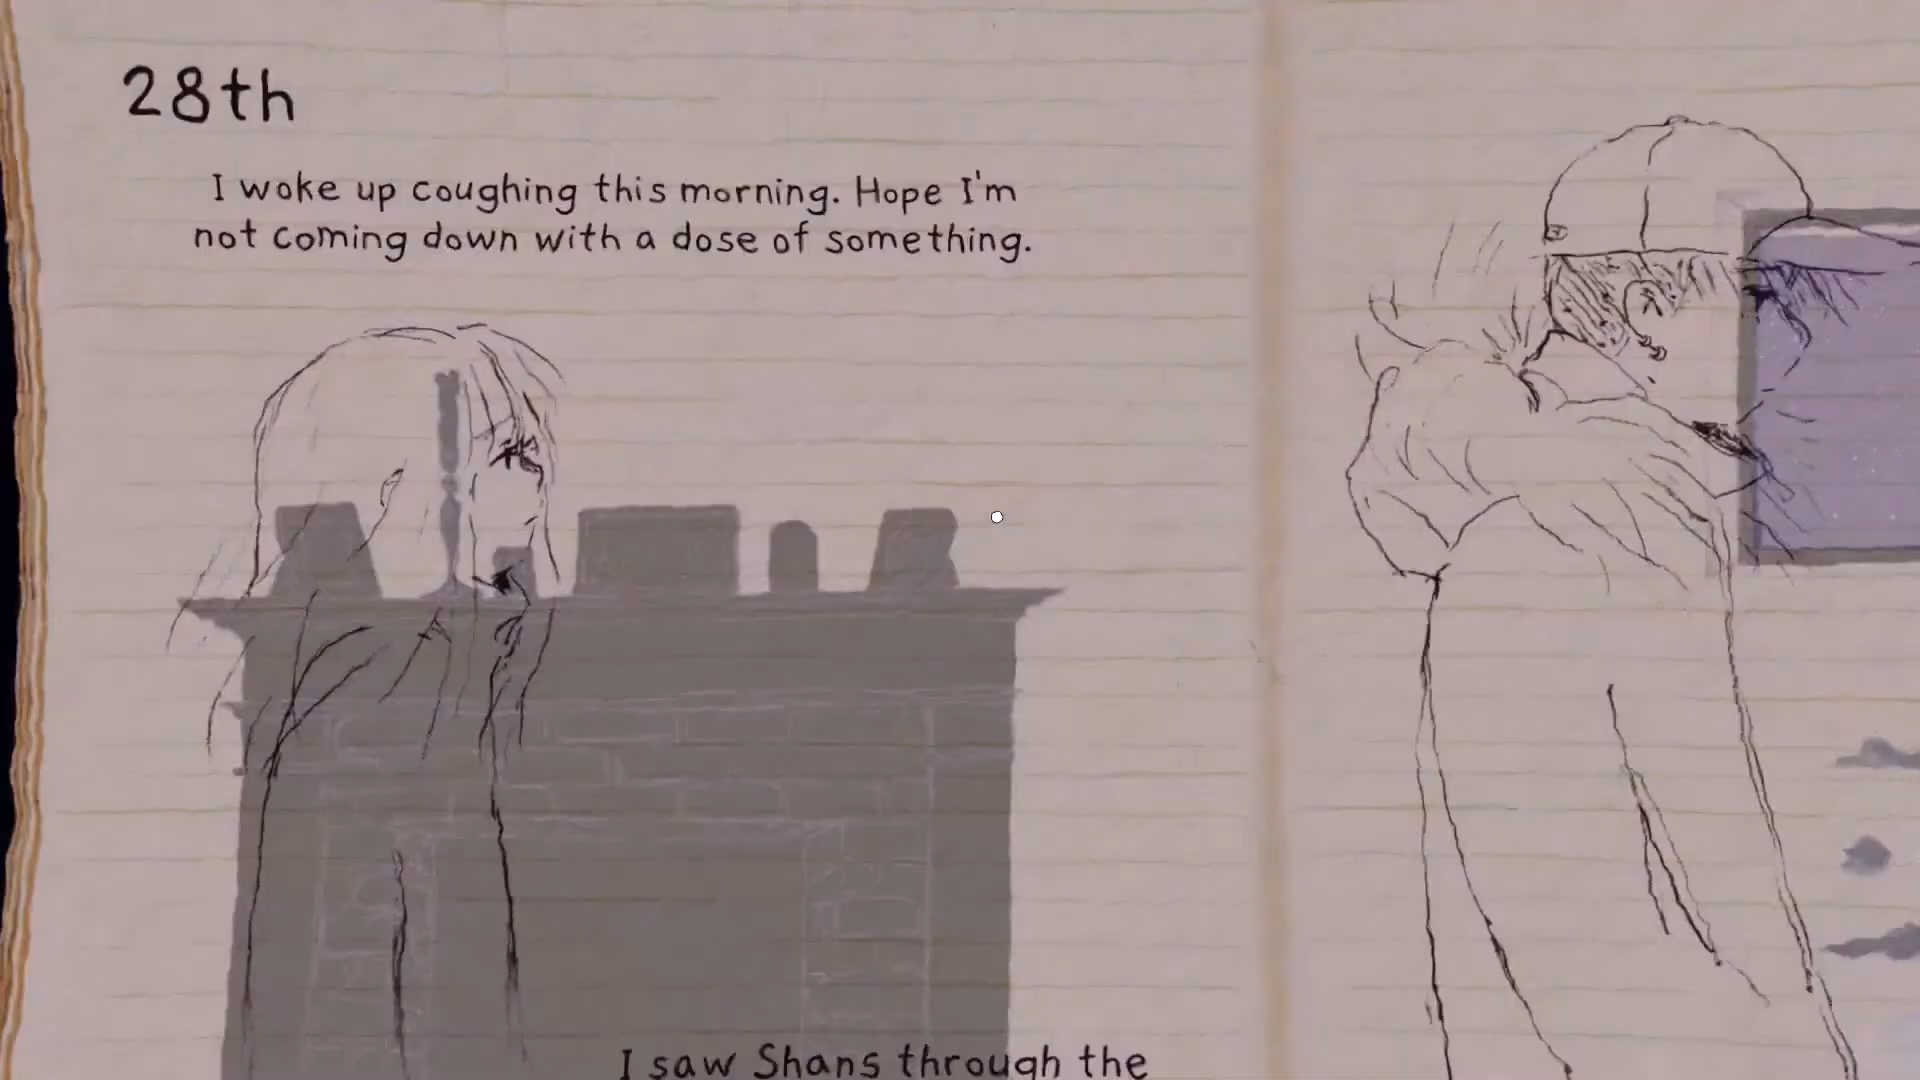 28th
I woke up coughing this morning. Hope I'm
not coming down with a dose of something.
I saw Shans through the